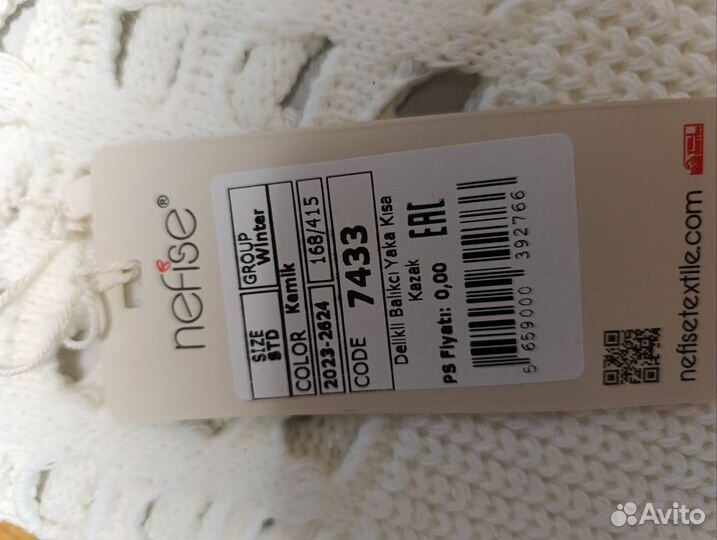 nefise®
SIZE GROUP
STD Winter
COLOR Kemik
2023-2624 168/415
CODE 7433
Delikli Balıkcı Yaka Kısa
Kazak
PS Fiyatı: 0,00 EAC
5 659000 392766
nefisetextile.com
Avito